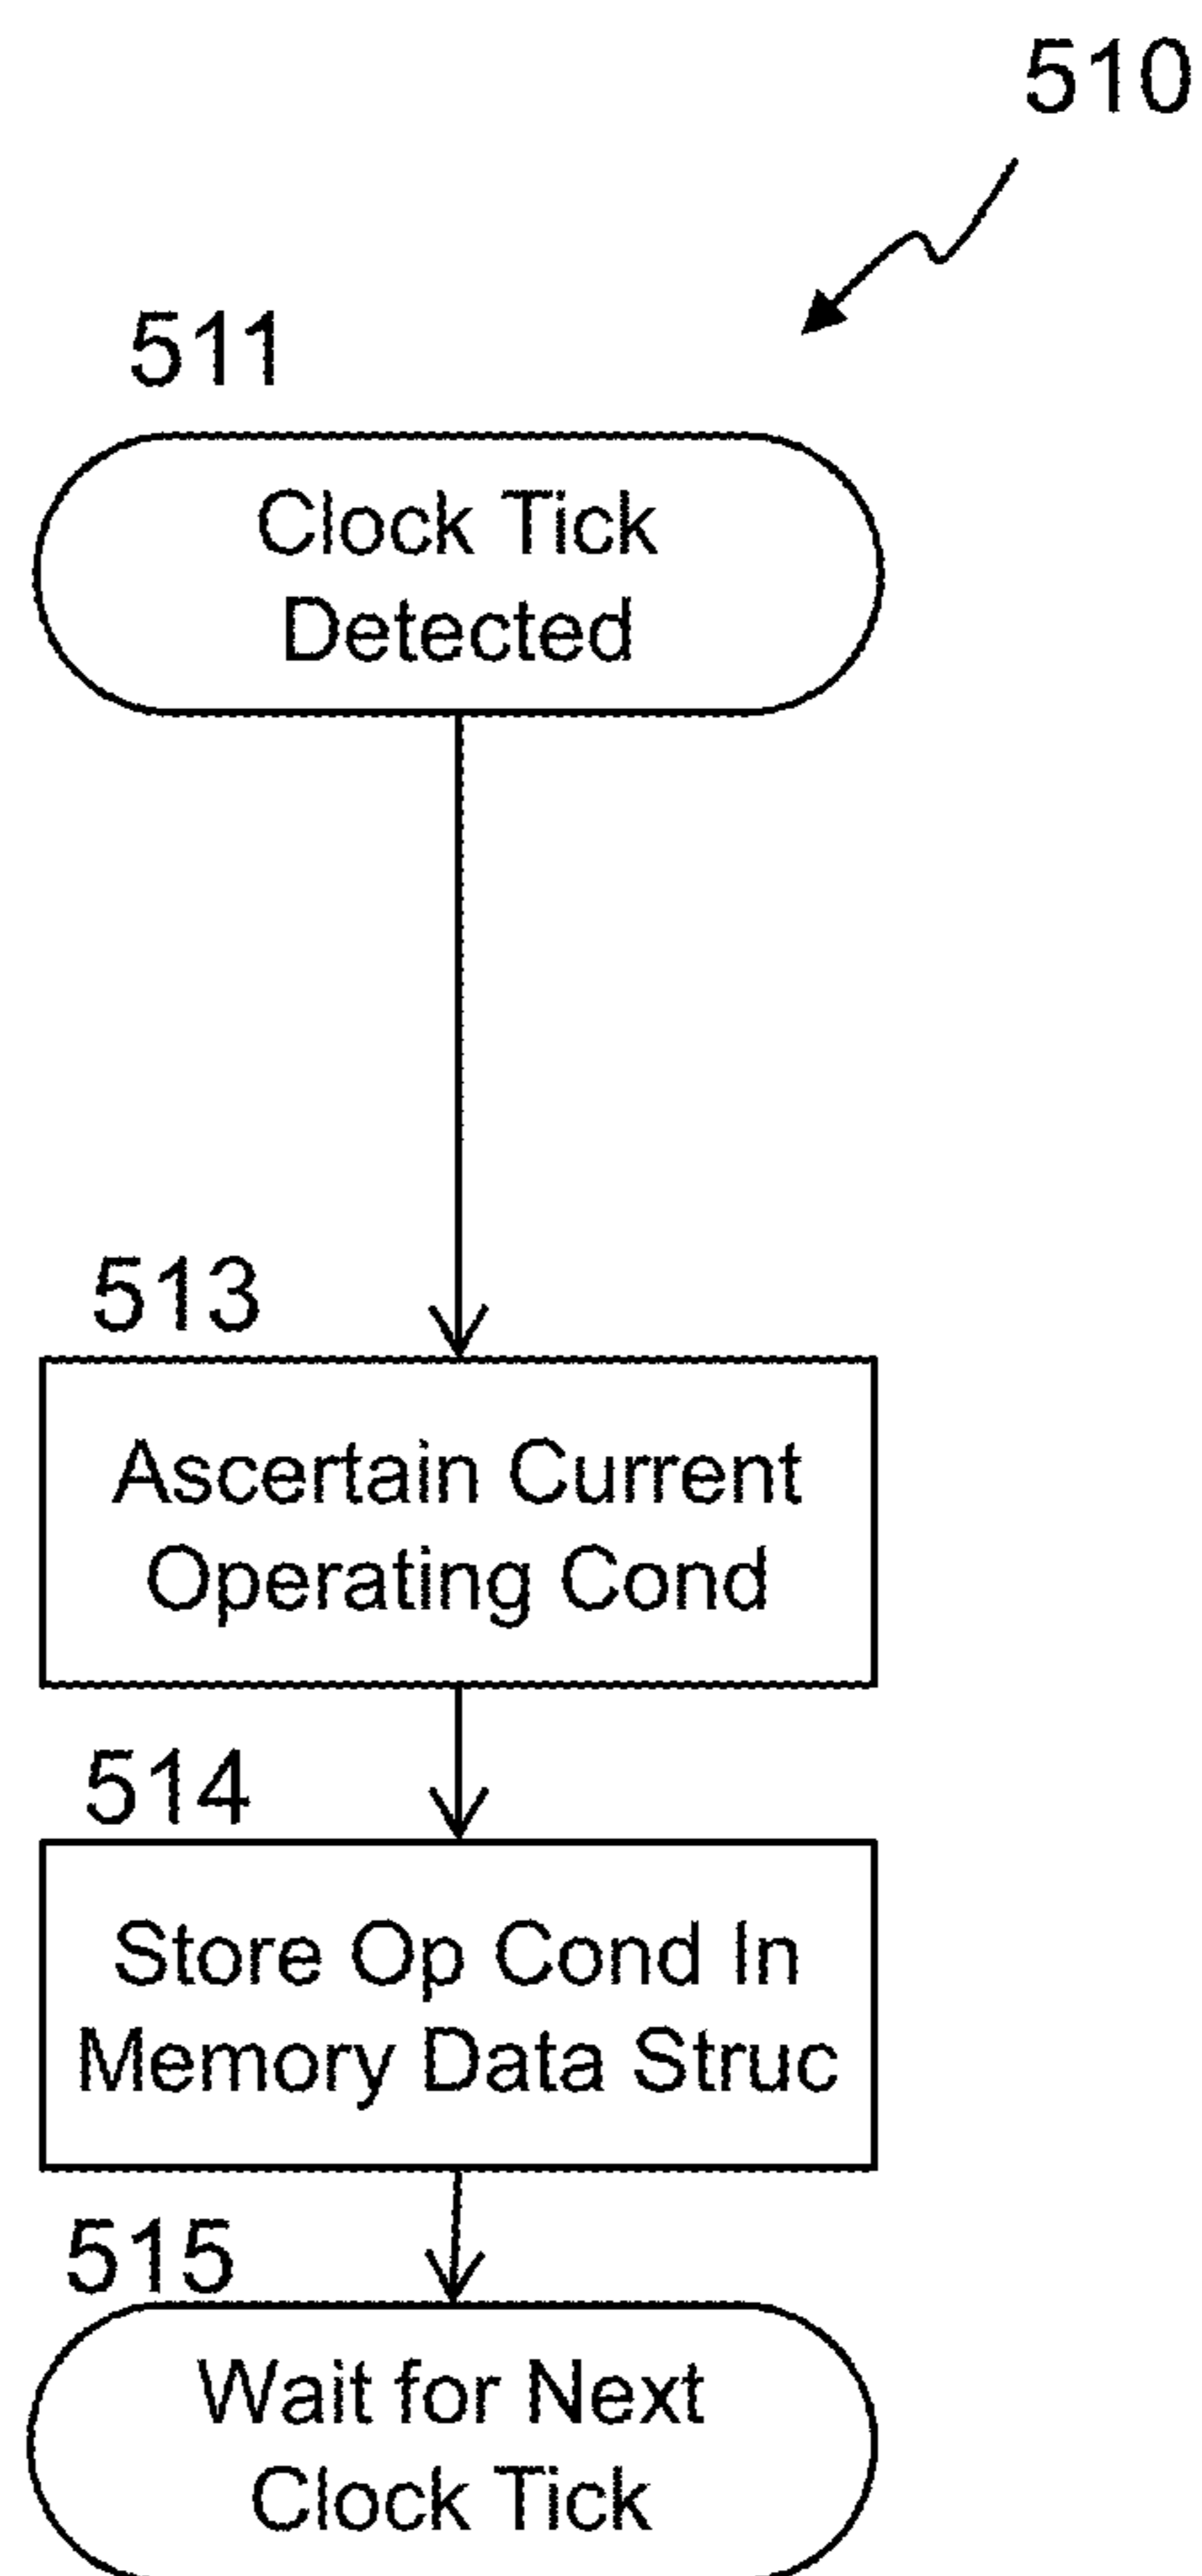 510
511
Clock Tick
Detected
513
Ascertain Current
Operating Cond
514
Store Op Cond In
Memory Data Struc
515
Wait for Next
Clock Tick